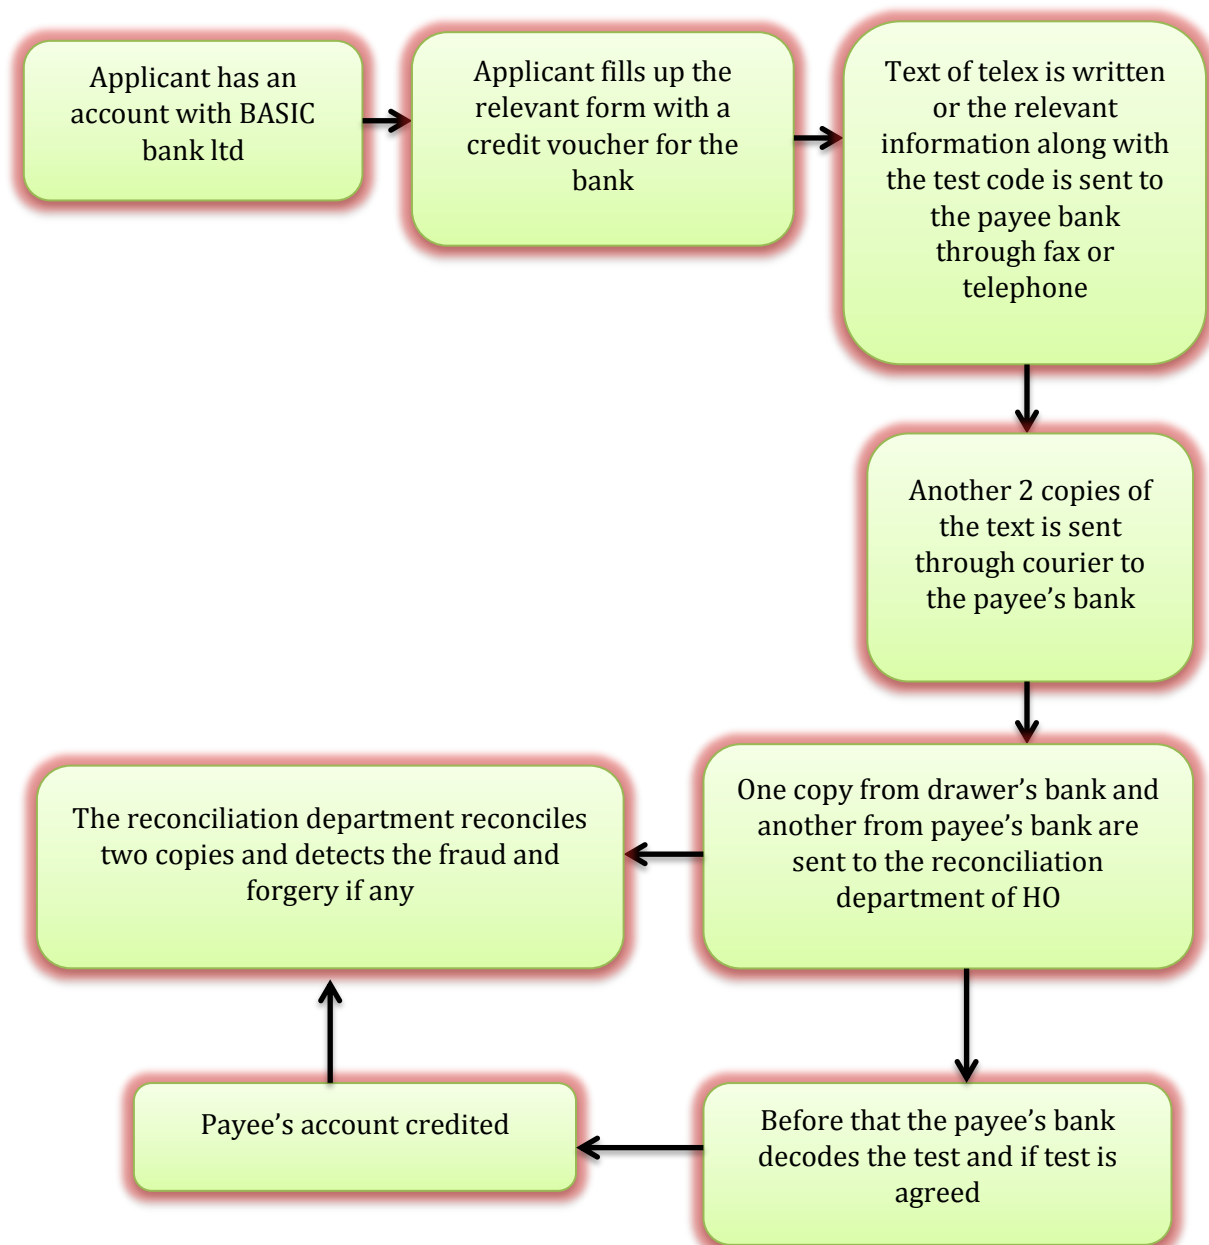 Applicant has an
account with BASIC
bank ltd
Applicant fills up the
relevant form with a
credit voucher for the
bank
Text of telex is written
or the relevant
information along with
the test code is sent to
the payee bank
through fax or
telephone
Another 2 copies of
the text is sent
through courier to
the payee’s bank
One copy from drawer’s bank and
another from payee’s bank are
sent to the reconciliation
department of HO
The reconciliation department reconciles
two copies and detects the fraud and
forgery if any
Before that the payee’s bank
decodes the test and if test is
agreed
Payee’s account credited